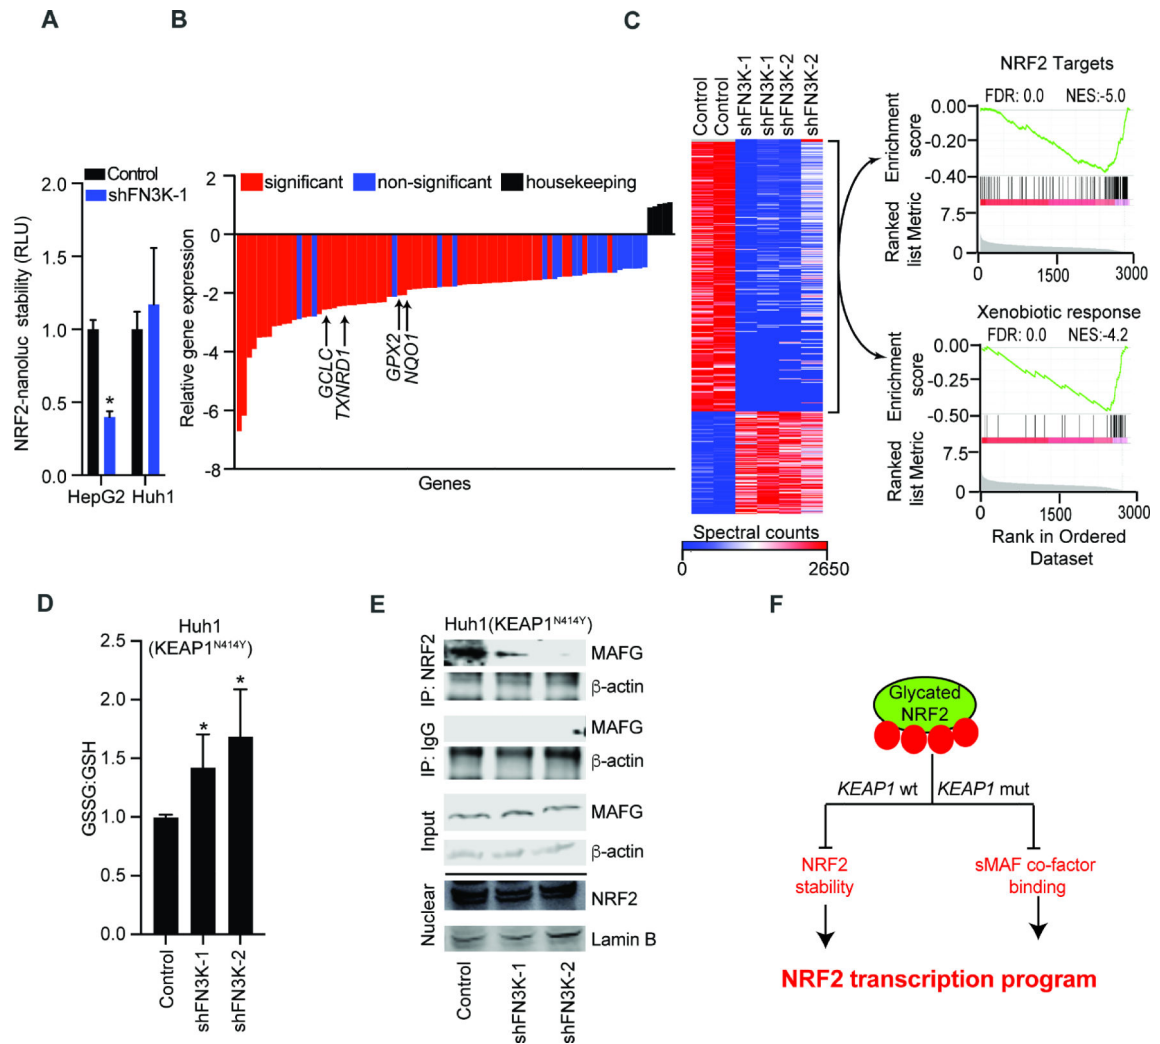 A
B
C
Control
shFN3K-1
NRF2-nanoluc stability (RLU)
2.0
1.5
1.0
0.5
0.0
*
HepG2 Huh1
Relative gene expression
2
0
-2
-4
-6
-8
significant non-significant housekeeping
GCLC
TXNRD1
GPX2
NQO1
Genes
Control
Control
shFN3K-1
shFN3K-1
shFN3K-2
shFN3K-2
Spectral counts
0 2650
NRF2 Targets
FDR: 0.0 NES:-5.0
Enrichment
score
0.00
-0.20
-0.40
Ranked
list Metric
7.5
0
0 1500 3000
Xenobiotic response
FDR: 0.0 NES:-4.2
Enrichment
score
0.00
-0.25
-0.50
Ranked
list Metric
7.5
0
0 1500 3000
Rank in Ordered
Dataset
D
Huh1
(KEAP1N414Y)
GSSG:GSH
2.5
2.0
1.5
1.0
0.5
0.0
*
*
Control
shFN3K-1
shFN3K-2
E
Huh1(KEAP1N414Y)
IP: NRF2
MAFG
β-actin
IP: IgG
MAFG
β-actin
Input
MAFG
β-actin
Nuclear
NRF2
Lamin B
Control
shFN3K-1
shFN3K-2
F
Glycated
NRF2
KEAP1 wt KEAP1 mut
NRF2
stability
sMAF co-factor
binding
NRF2 transcription program